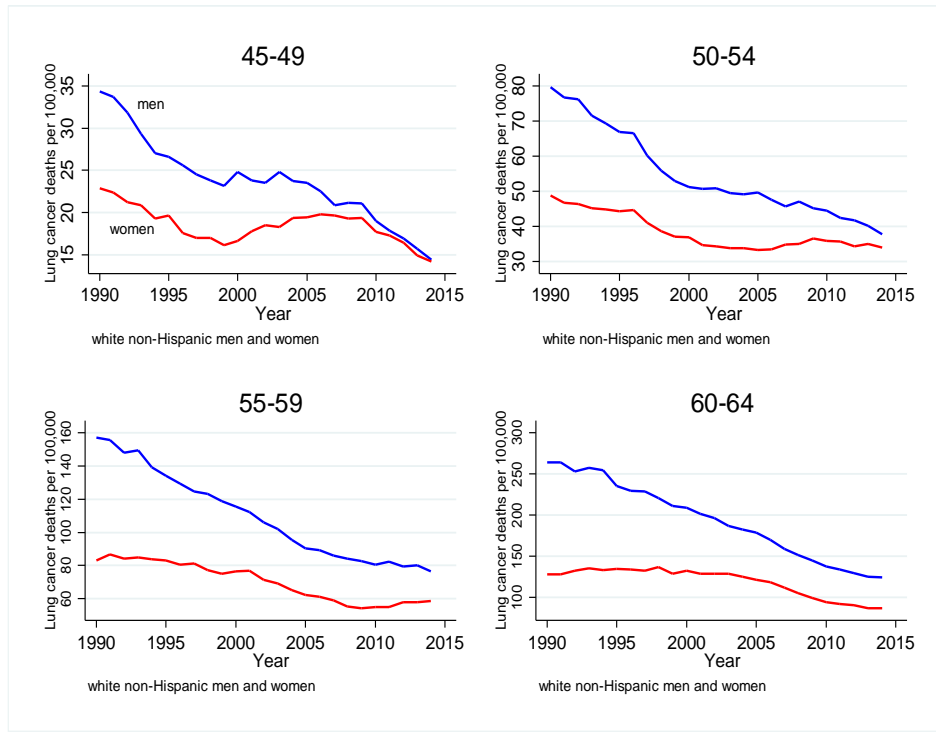 45-49
Lung cancer deaths per 100,000
35
30
25
20
15
men
women
1990 1995 2000 2005 2010 2015
Year
white non-Hispanic men and women
50-54
Lung cancer deaths per 100,000
80
70
60
50
40
30
1990 1995 2000 2005 2010 2015
Year
white non-Hispanic men and women
55-59
Lung cancer deaths per 100,000
160
140
120
100
80
60
1990 1995 2000 2005 2010 2015
Year
white non-Hispanic men and women
60-64
Lung cancer deaths per 100,000
300
250
200
150
100
1990 1995 2000 2005 2010 2015
Year
white non-Hispanic men and women